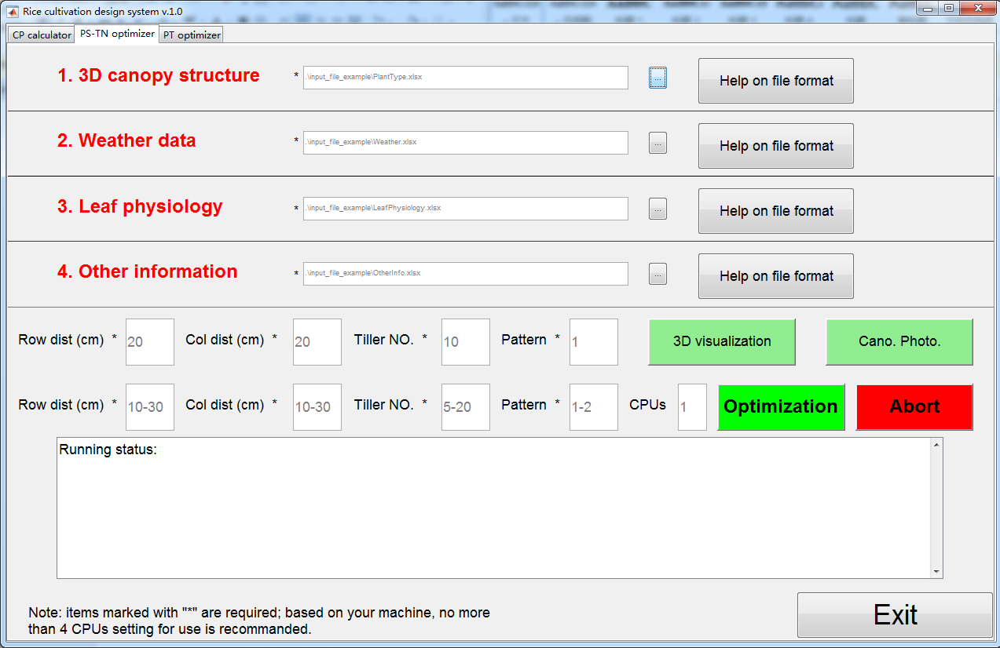 Rice cultivation design system v.1.0
CP calculator PS-TN optimizer PT optimizer
1. 3D canopy structure * .\input_file_example\PlantType.xlsx ... Help on file format
2. Weather data * .\input_file_example\Weather.xlsx ... Help on file format
3. Leaf physiology * .\input_file_example\LeafPhysiology.xlsx ... Help on file format
4. Other information * .\input_file_example\OtherInfo.xlsx ... Help on file format
Row dist (cm) * 20 Col dist (cm) * 20 Tiller NO. * 10 Pattern * 1 3D visualization Cano. Photo.
Row dist (cm) * 10-30 Col dist (cm) * 10-30 Tiller NO. * 5-20 Pattern * 1-2 CPUs 1 Optimization Abort
Running status:
Note: items marked with "*" are required; based on your machine, no more
than 4 CPUs setting for use is recommanded.
Exit